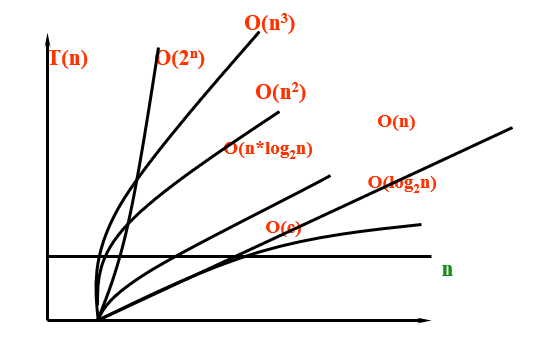 O(n³)
T(n)
O(2ⁿ)
O(n²)
O(n)
O(n*log₂n)
O(log₂n)
O(c)
n